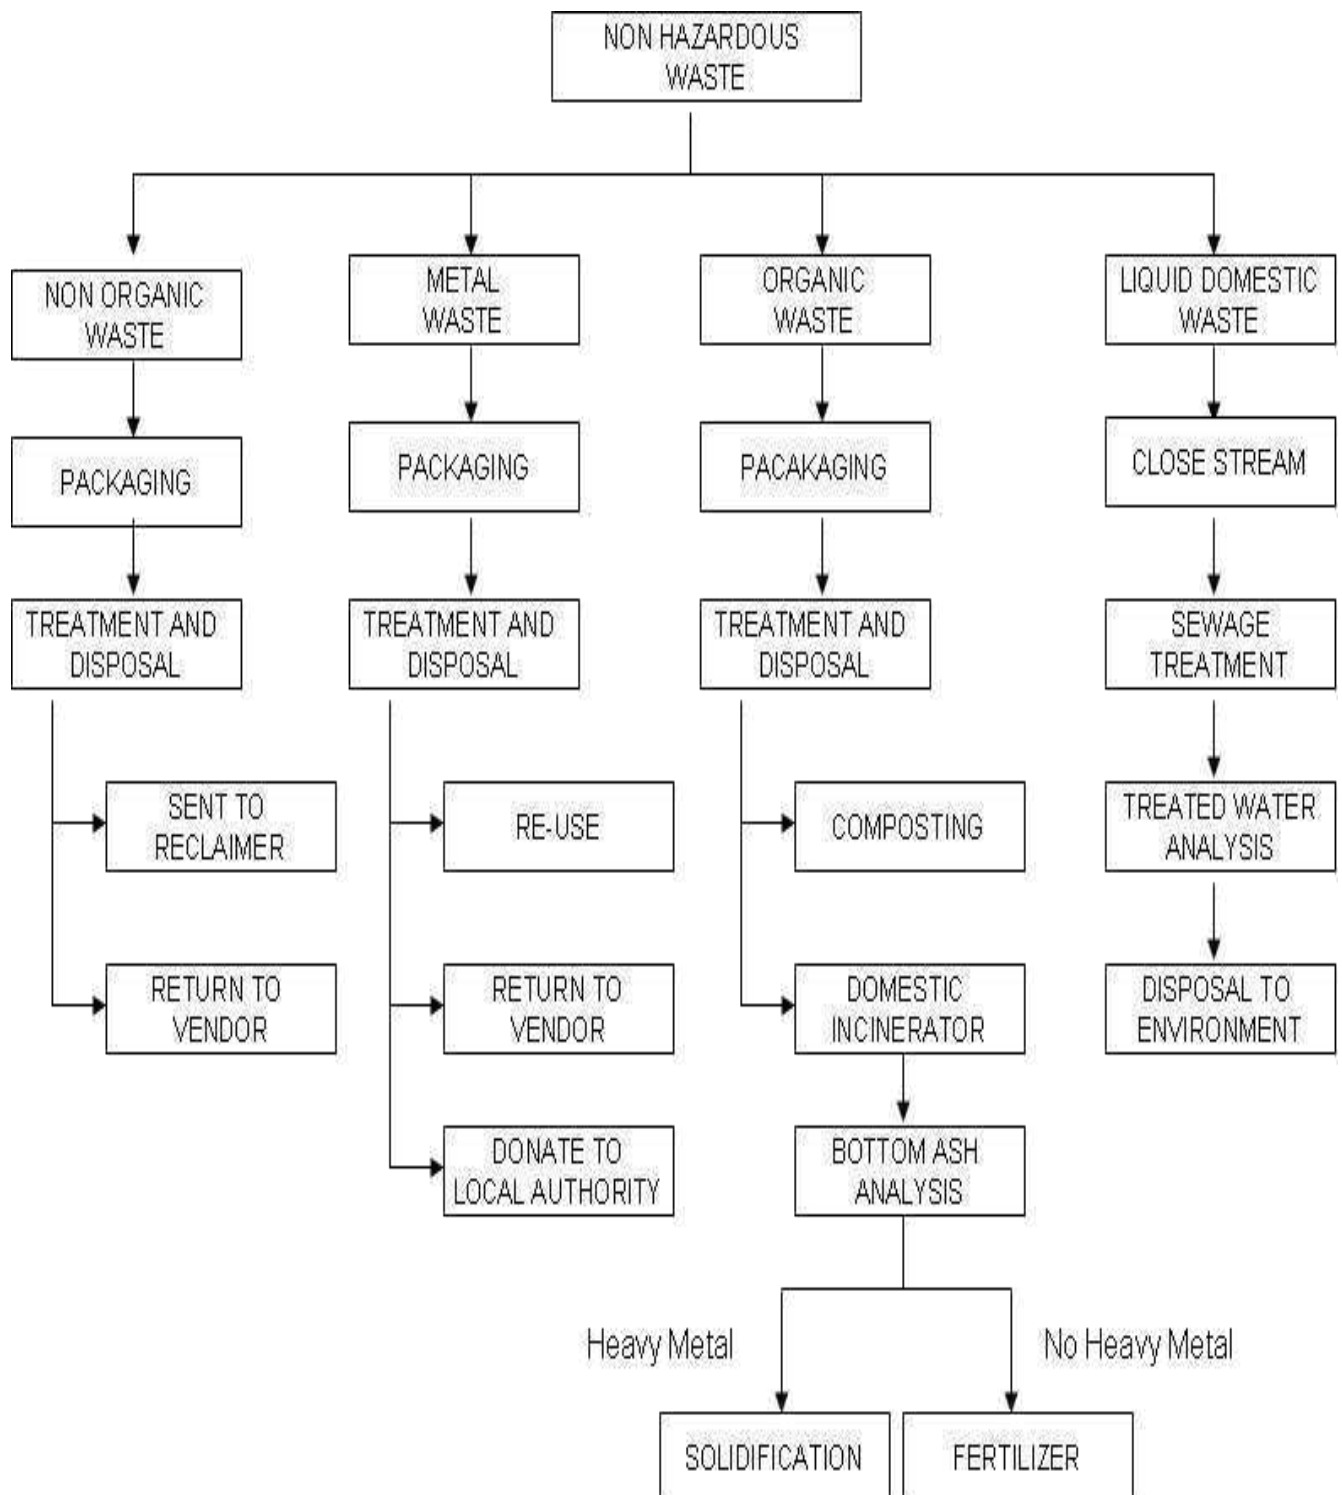 NON HAZARDOUS
WASTE
NON ORGANIC
WASTE
METAL
WASTE
ORGANIC
WASTE
LIQUID DOMESTIC
WASTE
PACKAGING
PACKAGING
PACAKAGING
CLOSE STREAM
TREATMENT AND
DISPOSAL
TREATMENT AND
DISPOSAL
TREATMENT AND
DISPOSAL
SEWAGE
TREATMENT
SENT TO
RECLAIMER
RE-USE
COMPOSTING
TREATED WATER
ANALYSIS
RETURN TO
VENDOR
RETURN TO
VENDOR
DOMESTIC
INCINERATOR
DISPOSAL TO
ENVIRONMENT
DONATE TO
LOCAL AUTHORITY
BOTTOM ASH
ANALYSIS
Heavy Metal
No Heavy Metal
SOLIDIFICATION
FERTILIZER